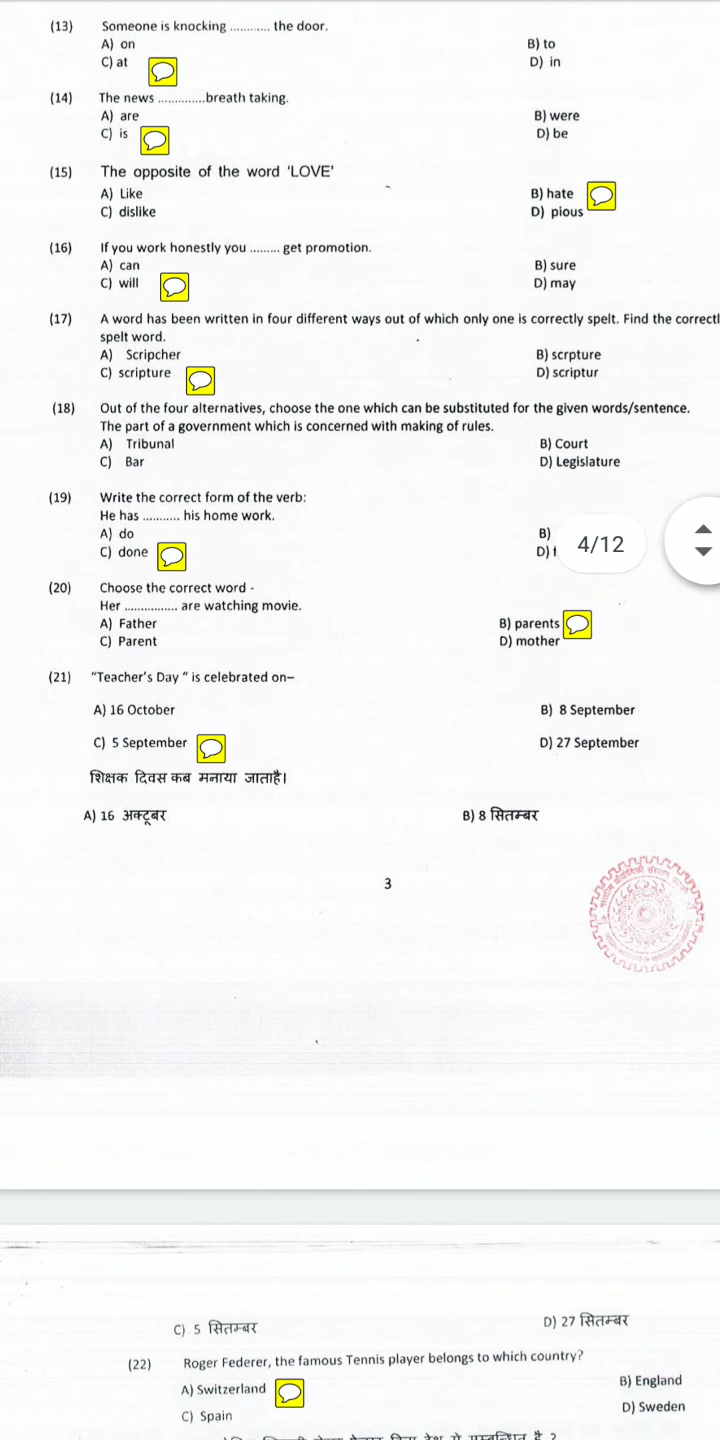 (13) Someone is knocking ............ the door.
A) on B) to
C) at D) in
(14) The news ..............breath taking.
A) are B) were
C) is D) be
(15) The opposite of the word 'LOVE'
A) Like B) hate
C) dislike D) pious
(16) If you work honestly you ......... get promotion.
A) can B) sure
C) will D) may
(17) A word has been written in four different ways out of which only one is correctly spelt. Find the correctl
spelt word.
A) Scripcher B) scrpture
C) scripture D) scriptur
(18) Out of the four alternatives, choose the one which can be substituted for the given words/sentence.
The part of a government which is concerned with making of rules.
A) Tribunal B) Court
C) Bar D) Legislature
(19) Write the correct form of the verb:
He has ........... his home work.
A) do B)
C) done D)
4/12
(20) Choose the correct word -
Her ................ are watching movie.
A) Father B) parents
C) Parent D) mother
(21) "Teacher's Day " is celebrated on--
A) 16 October B) 8 September
C) 5 September D) 27 September
शिक्षक दिवस कब मनाया जाताहै।
A) 16 अक्टूबर B) 8 सितम्बर
3
C) 5 सितम्बर D) 27 सितम्बर
(22) Roger Federer, the famous Tennis player belongs to which country?
A) Switzerland B) England
C) Spain D) Sweden